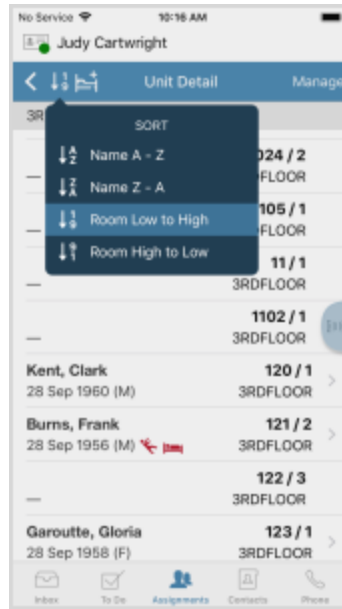 No Service 10:16 AM
Judy Cartwright
Unit Detail Manage
3R
SORT
Name A - Z
Name Z - A
Room Low to High
Room High to Low
024 / 2
FLOOR
105 / 1
FLOOR
11 / 1
3RDFLOOR
1102 / 1
3RDFLOOR
Kent, Clark 120 / 1
28 Sep 1960 (M) 3RDFLOOR
Burns, Frank 121 / 2
28 Sep 1956 (M) 3RDFLOOR
122 / 3
3RDFLOOR
Garoutte, Gloria 123 / 1
28 Sep 1958 (F) 3RDFLOOR
Inbox To Do Assignments Contacts Phone